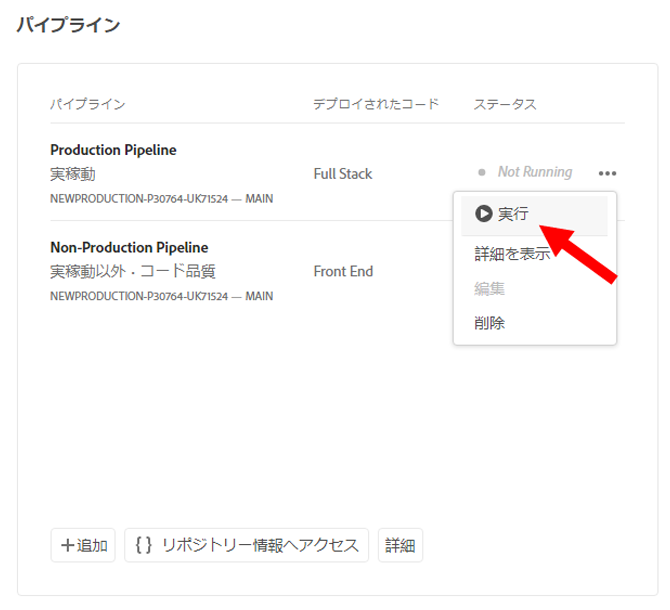 パイプライン
パイプライン デプロイされたコード ステータス
Production Pipeline
実稼動 Full Stack Not Running
NEWPRODUCTION-P30764-UK71524 — MAIN
実行
Non-Production Pipeline
詳細を表示
実稼動以外・コード品質 Front End
編集
NEWPRODUCTION-P30764-UK71524 — MAIN
削除
+追加 {} リポジトリー情報へアクセス 詳細